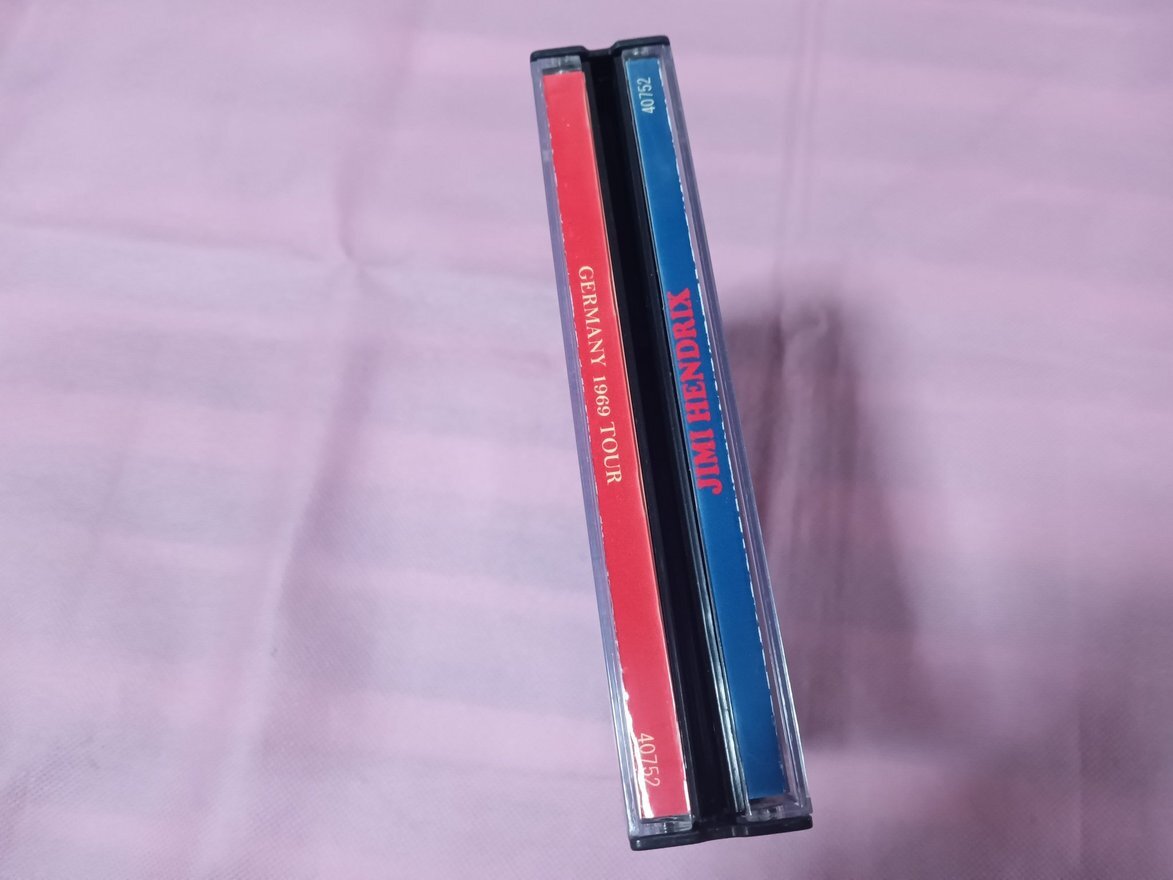 GERMANY 1969 TOUR
40752
JIMI HENDRIX
40752